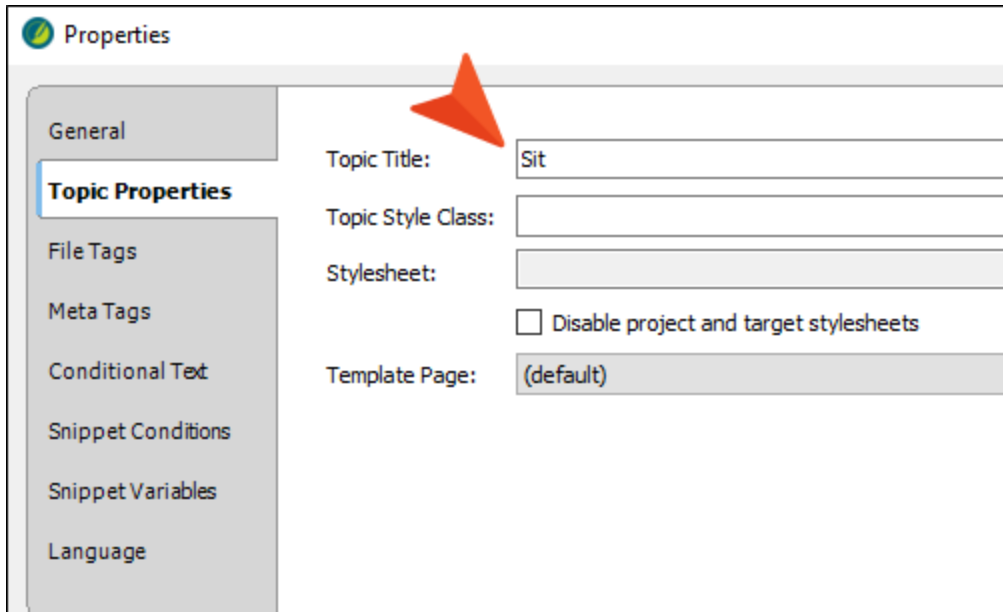 Properties
General
Topic Properties
File Tags
Meta Tags
Conditional Text
Snippet Conditions
Snippet Variables
Language
Topic Title: Sit
Topic Style Class:
Stylesheet:
Disable project and target stylesheets
Template Page: (default)